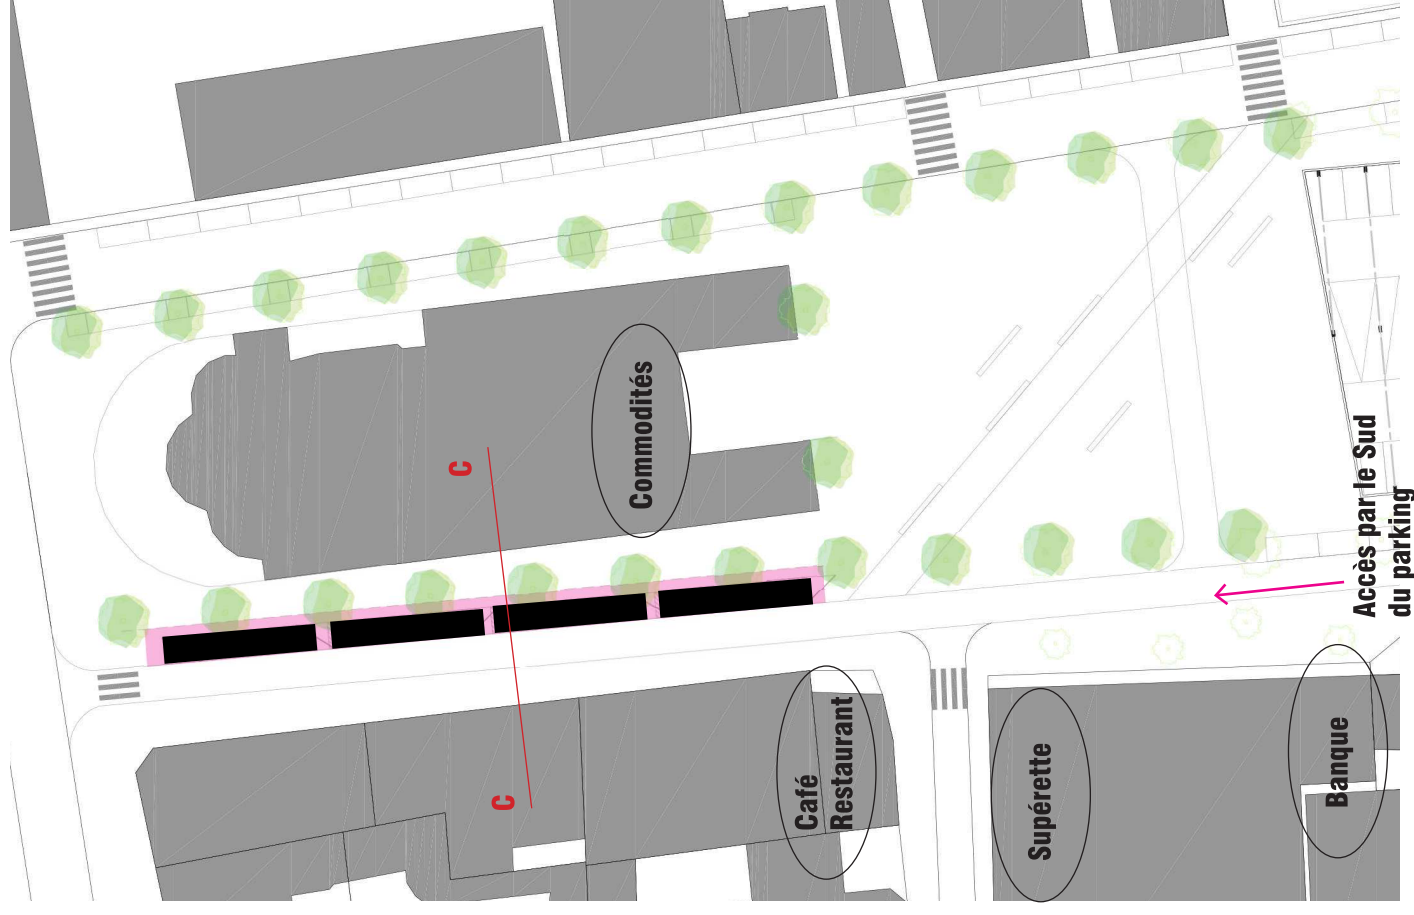 C
C
Commodités
Café
Restaurant
Supérette
Banque
Accès par le Sud
du parking